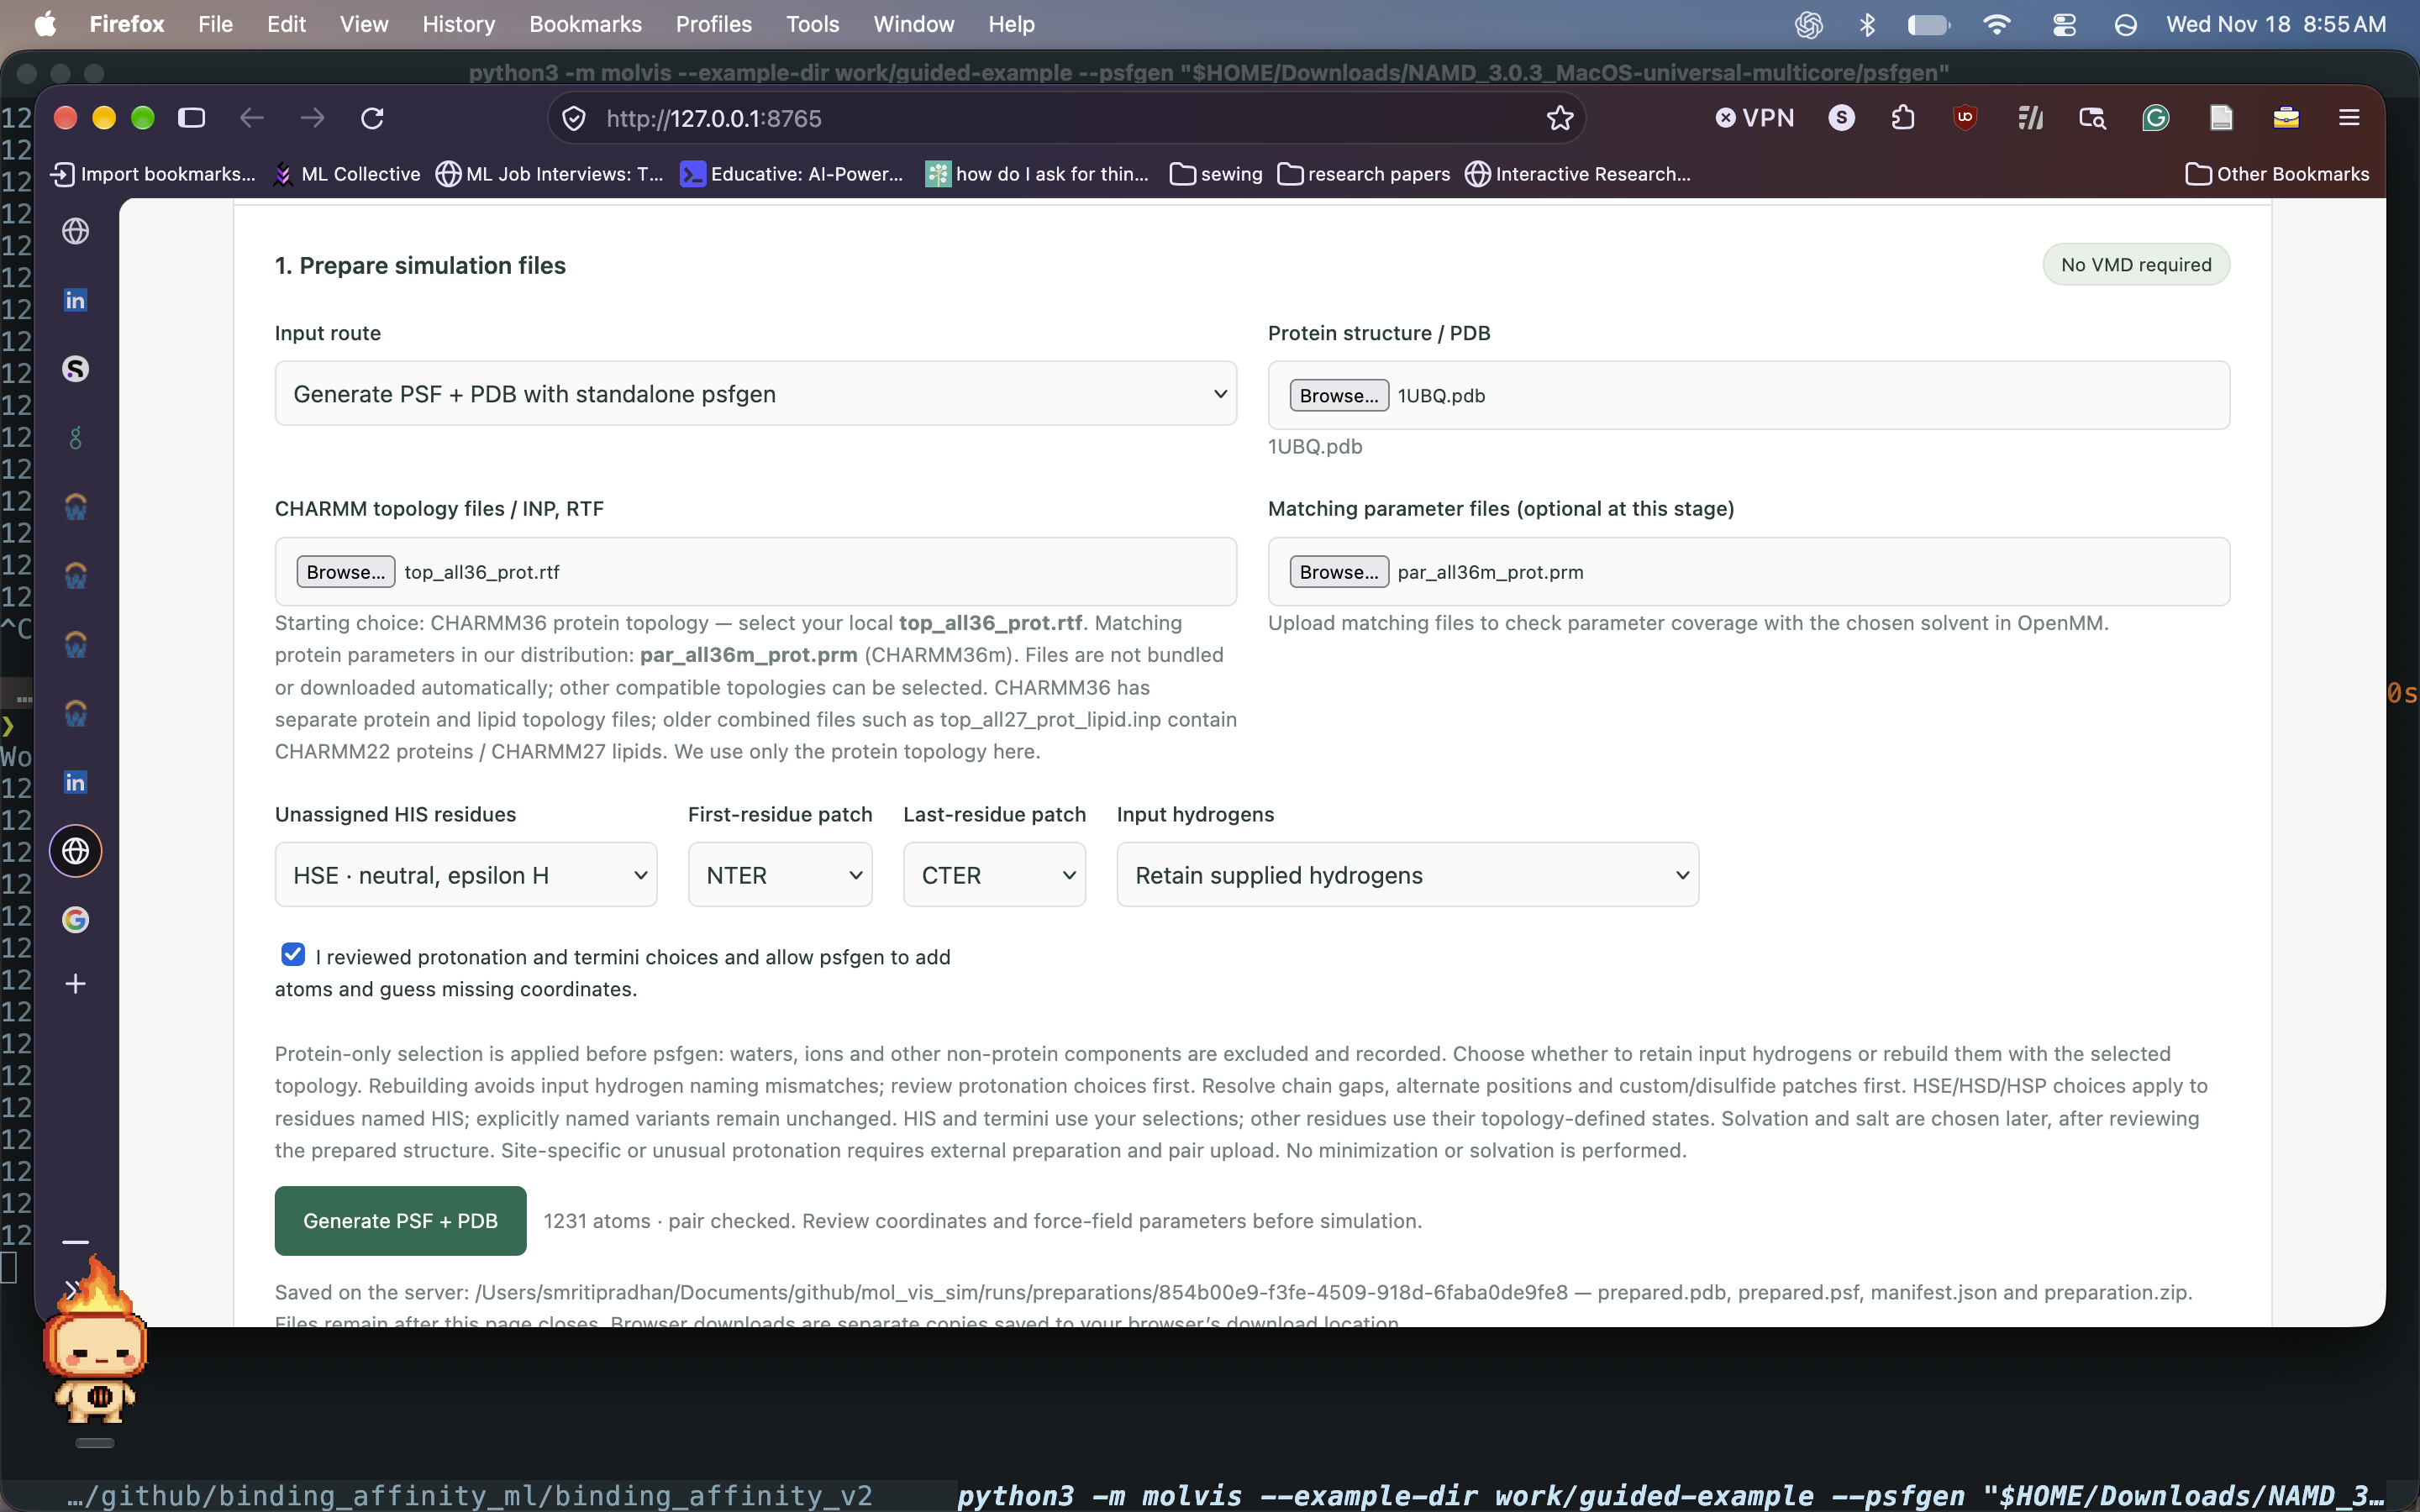 Firefox File Edit View History Bookmarks Profiles Tools Window Help Wed Nov 18 8:55 AM
python3 -m molvis --example-dir work/guided-example --psfgen "$HOME/Downloads/NAMD_3.0.3_MacOS-universal-multicore/psfgen"
http://127.0.0.1:8765 VPN
Import bookmarks... ML Collective ML Job Interviews: T... Educative: AI-Power... how do I ask for thin... sewing research papers Interactive Research... Other Bookmarks
1. Prepare simulation files
No VMD required
Input route
Generate PSF + PDB with standalone psfgen
Protein structure / PDB
Browse... 1UBQ.pdb
1UBQ.pdb
CHARMM topology files / INP, RTF
Browse... top_all36_prot.rtf
Starting choice: CHARMM36 protein topology — select your local top_all36_prot.rtf. Matching
protein parameters in our distribution: par_all36m_prot.prm (CHARMM36m). Files are not bundled
or downloaded automatically; other compatible topologies can be selected. CHARMM36 has
separate protein and lipid topology files; older combined files such as top_all27_prot_lipid.inp contain
CHARMM22 proteins / CHARMM27 lipids. We use only the protein topology here.
Matching parameter files (optional at this stage)
Browse... par_all36m_prot.prm
Upload matching files to check parameter coverage with the chosen solvent in OpenMM.
Unassigned HIS residues
HSE · neutral, epsilon H
First-residue patch
NTER
Last-residue patch
CTER
Input hydrogens
Retain supplied hydrogens
I reviewed protonation and termini choices and allow psfgen to add
atoms and guess missing coordinates.
Protein-only selection is applied before psfgen: waters, ions and other non-protein components are excluded and recorded. Choose whether to retain input hydrogens or rebuild them with the selected
topology. Rebuilding avoids input hydrogen naming mismatches; review protonation choices first. Resolve chain gaps, alternate positions and custom/disulfide patches first. HSE/HSD/HSP choices apply to
residues named HIS; explicitly named variants remain unchanged. HIS and termini use your selections; other residues use their topology-defined states. Solvation and salt are chosen later, after reviewing
the prepared structure. Site-specific or unusual protonation requires external preparation and pair upload. No minimization or solvation is performed.
Generate PSF + PDB
1231 atoms · pair checked. Review coordinates and force-field parameters before simulation.
Saved on the server: /Users/smritipradhan/Documents/github/mol_vis_sim/runs/preparations/854b00e9-f3fe-4509-918d-6faba0de9fe8 — prepared.pdb, prepared.psf, manifest.json and preparation.zip.
Files remain after this page closes. Browser downloads are separate copies saved to your browser's download location.
…/github/binding_affinity_ml/binding_affinity_v2
python3 -m molvis --example-dir work/guided-example --psfgen "$HOME/Downloads/NAMD_3…